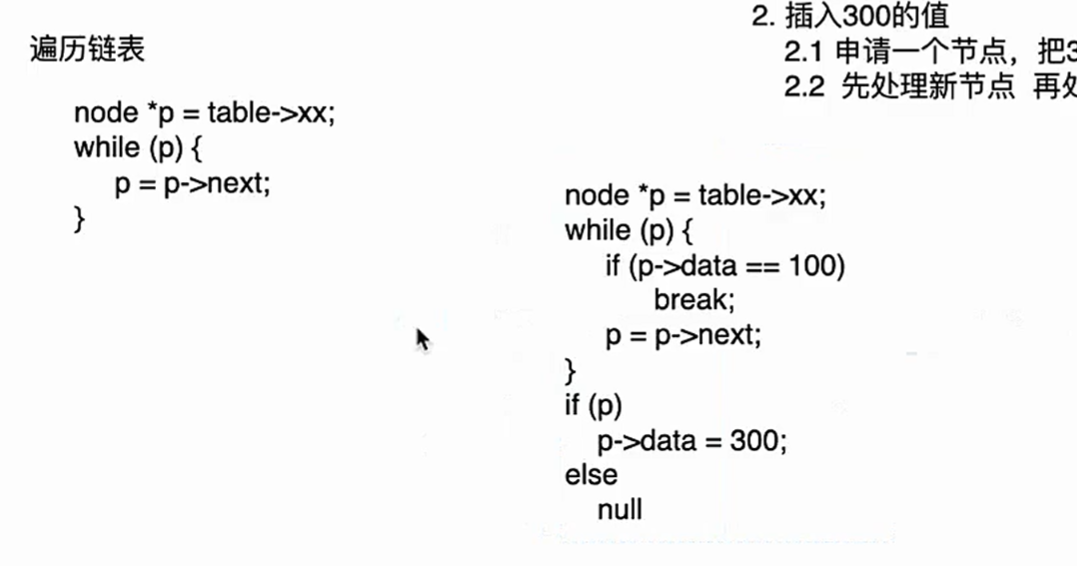 遍历链表
node *p = table->xx;
while (p) {
p = p->next;
}
2. 插入300的值
2.1 申请一个节点，把3
2.2 先处理新节点 再处
node *p = table->xx;
while (p) {
if (p->data == 100)
break;
p = p->next;
}
if (p)
p->data = 300;
else
null